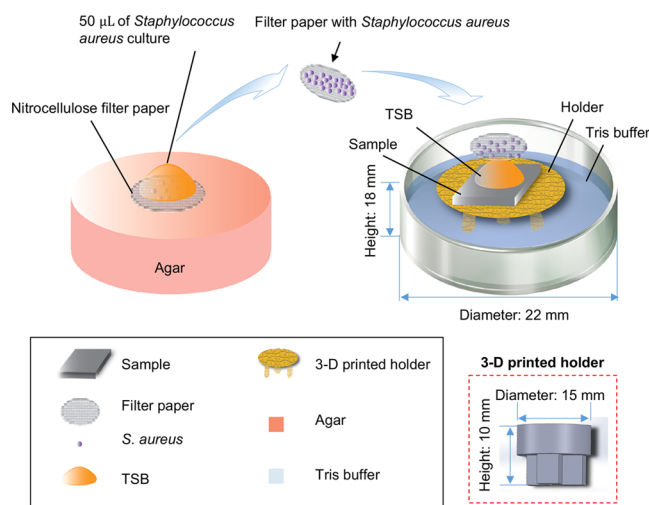 50 μL of Staphylococcus
aureus culture
Filter paper with Staphylococcus aureus
Nitrocellulose filter paper
Agar
TSB
Sample
Holder
Tris buffer
Height: 18 mm
Diameter: 22 mm
Sample
Filter paper
S. aureus
TSB
3-D printed holder
Agar
Tris buffer
3-D printed holder
Diameter: 15 mm
Height: 10 mm